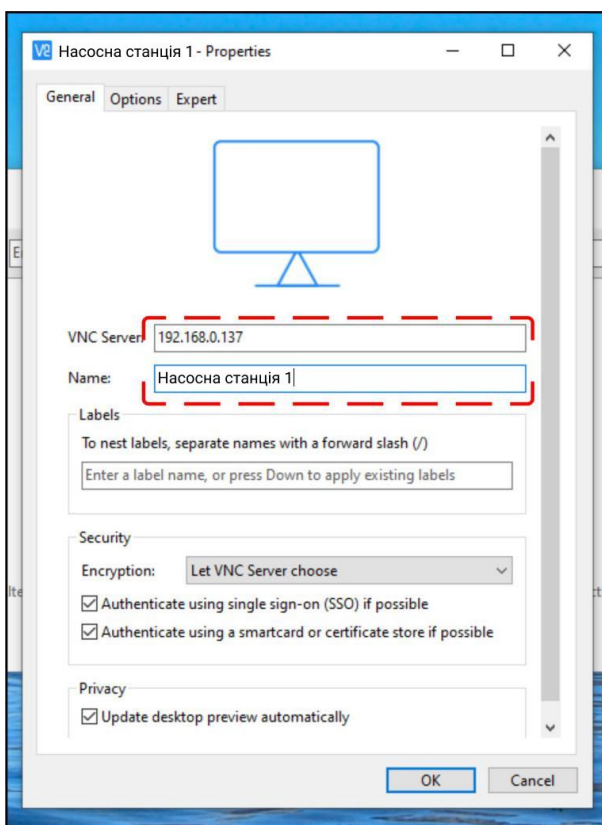 V2 Насосна станція 1 - Properties
General Options Expert
VNC Server: 192.168.0.137
Name: Насосна станція 1
Labels
To nest labels, separate names with a forward slash (/)
Enter a label name, or press Down to apply existing labels
Security
Encryption: Let VNC Server choose
Authenticate using single sign-on (SSO) if possible
Authenticate using a smartcard or certificate store if possible
Privacy
Update desktop preview automatically
OK Cancel